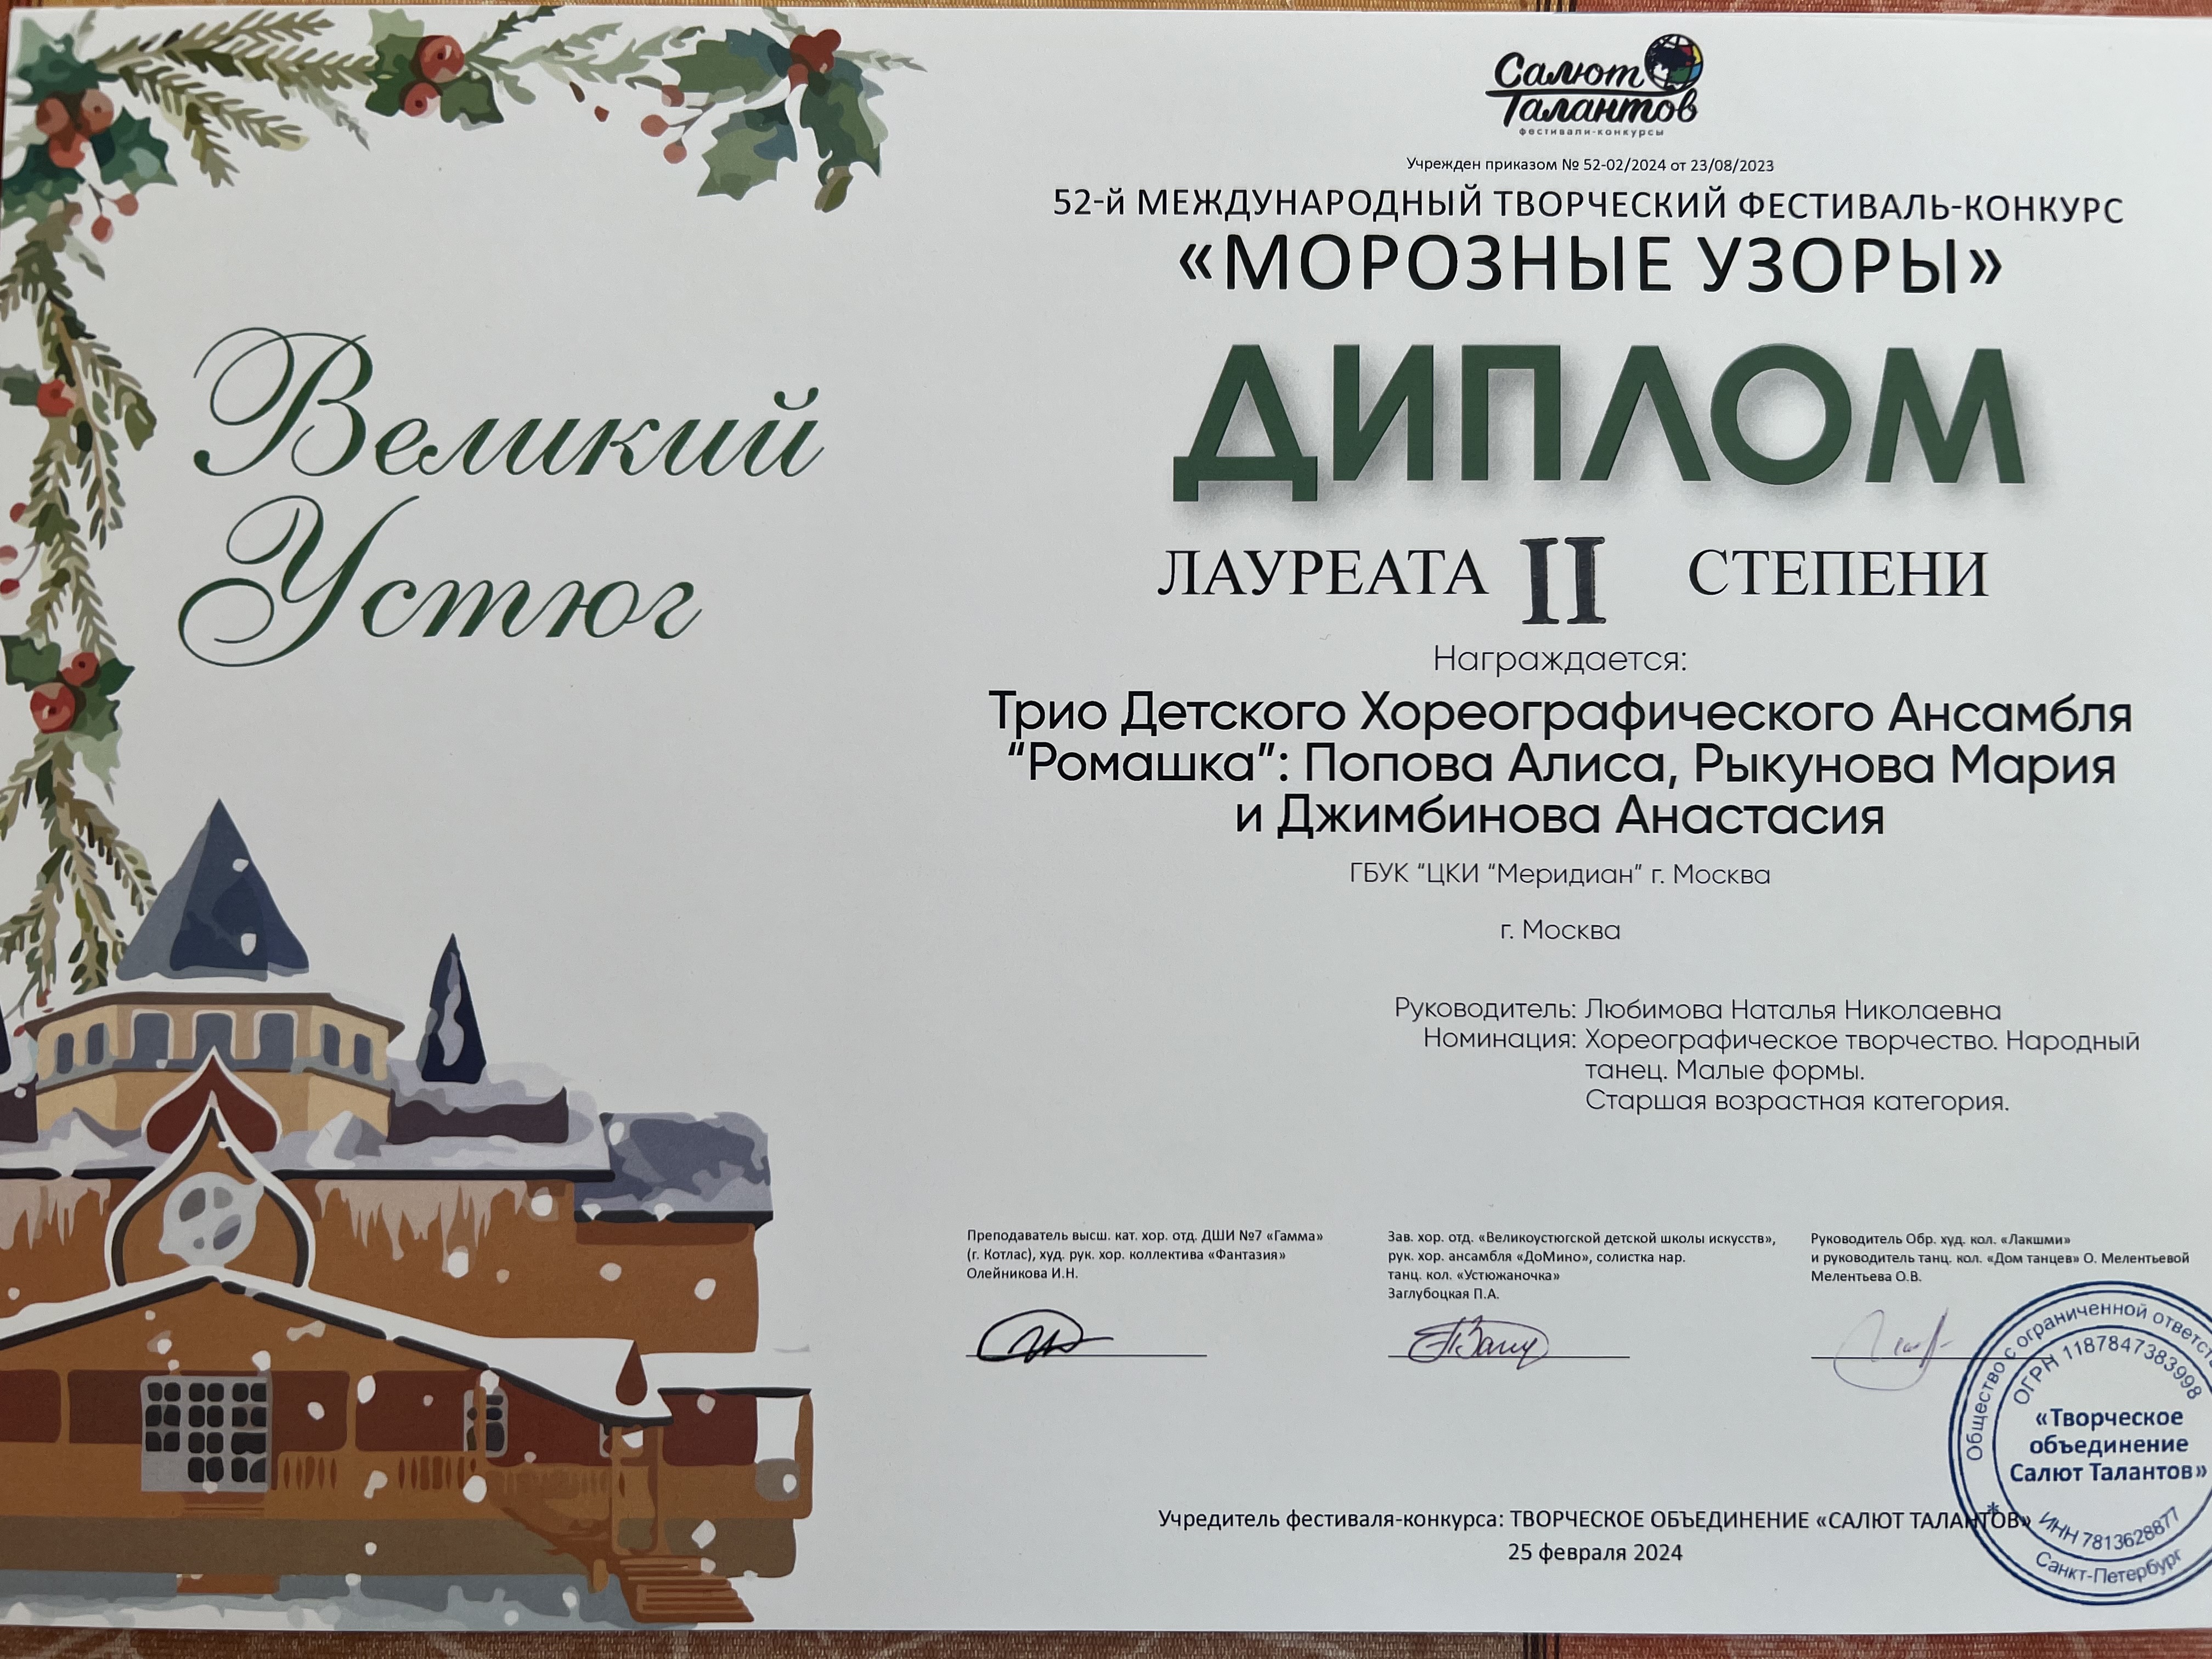 Великий
Устюг
Салют
Талантов
фестивали-конкурсы
Учрежден приказом № 52-02/2024 от 23/08/2023
52-й МЕЖДУНАРОДНЫЙ ТВОРЧЕСКИЙ ФЕСТИВАЛЬ-КОНКУРС
«МОРОЗНЫЕ УЗОРЫ»
ДИПЛОМ
ЛАУРЕАТА II СТЕПЕНИ
Награждается:
Трио Детского Хореографического Ансамбля
“Ромашка”: Попова Алиса, Рыкунова Мария
и Джимбинова Анастасия
ГБУК “ЦКИ “Меридиан” г. Москва
г. Москва
Руководитель: Любимова Наталья Николаевна
Номинация: Хореографическое творчество. Народный
танец. Малые формы.
Старшая возрастная категория.
Преподаватель высш. кат. хор. отд. ДШИ №7 «Гамма»
(г. Котлас), худ. рук. хор. коллектива «Фантазия»
Олейникова И.Н.
Зав. хор. отд. «Великоустюгской детской школы искусств»,
рук. хор. ансамбля «ДоМино», солистка нар.
танц. кол. «Устюжаночка»
Заглубоцкая П.А.
Руководитель Обр. худ. кол. «Лакшми»
и руководитель танц. кол. «Дом танцев» О. Мелентьевой
Мелентьева О.В.
Общество с ограниченной
ОГРН 1187847383998
«Творческое
объединение
Салют Талантов»
ИНН 7813628877
Санкт-Петербург
Учредитель фестиваля-конкурса: ТВОРЧЕСКОЕ ОБЪЕДИНЕНИЕ «САЛЮТ ТАЛАНТОВ»
25 февраля 2024